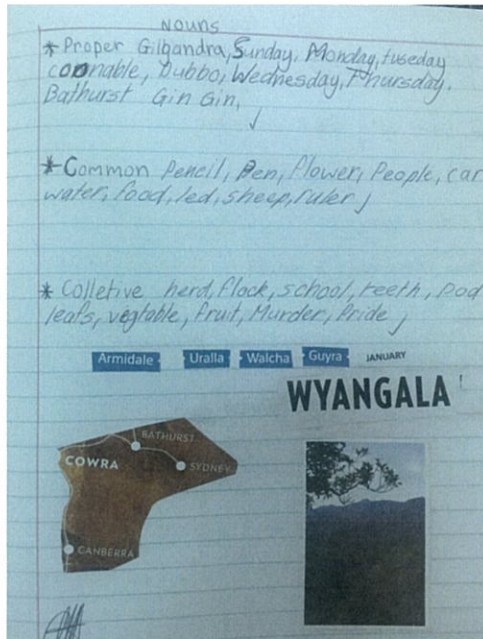 NOUNS
* Proper Gilgandra, Sunday, Monday, tuseday
coonnable, Dubbo, Wednesday, Thursday,
Bathurst Gin Gin,
* Common Pencil, Pen, flower, People, car
water, food, led, sheep, ruler
* Colletive herd, flock, school, teeth, pod
leafs, vegtable, fruit, Murder, Pride
Armidale Uralla Walcha Guyra JANUARY
WYANGALA
BATHURST
COWRA
SYDNEY
CANBERRA